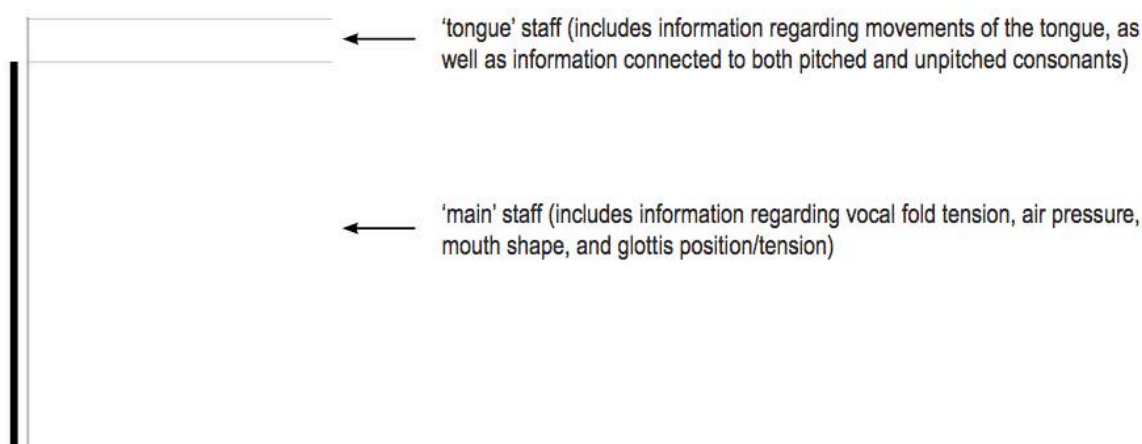 ‘tongue’ staff (includes information regarding movements of the tongue, as
well as information connected to both pitched and unpitched consonants)
‘main’ staff (includes information regarding vocal fold tension, air pressure,
mouth shape, and glottis position/tension)